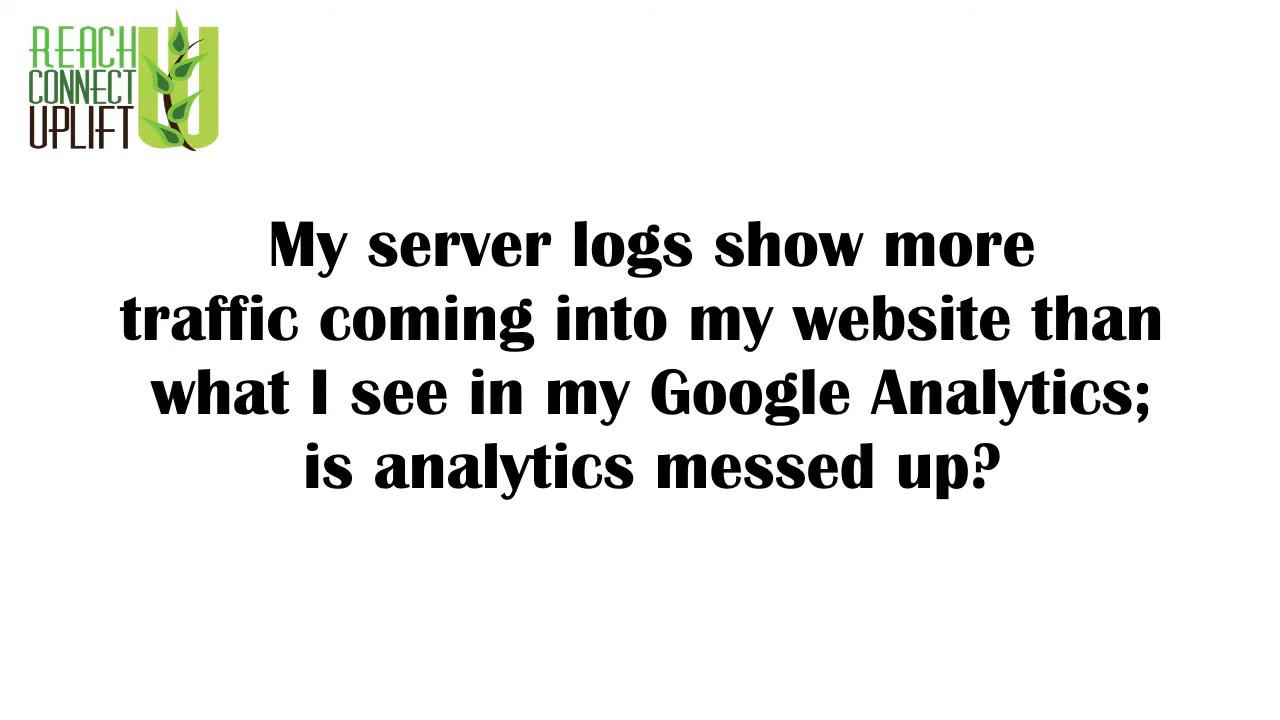 REACH
CONNECT
UPLIFT
My server logs show more
traffic coming into my website than
what I see in my Google Analytics;
is analytics messed up?